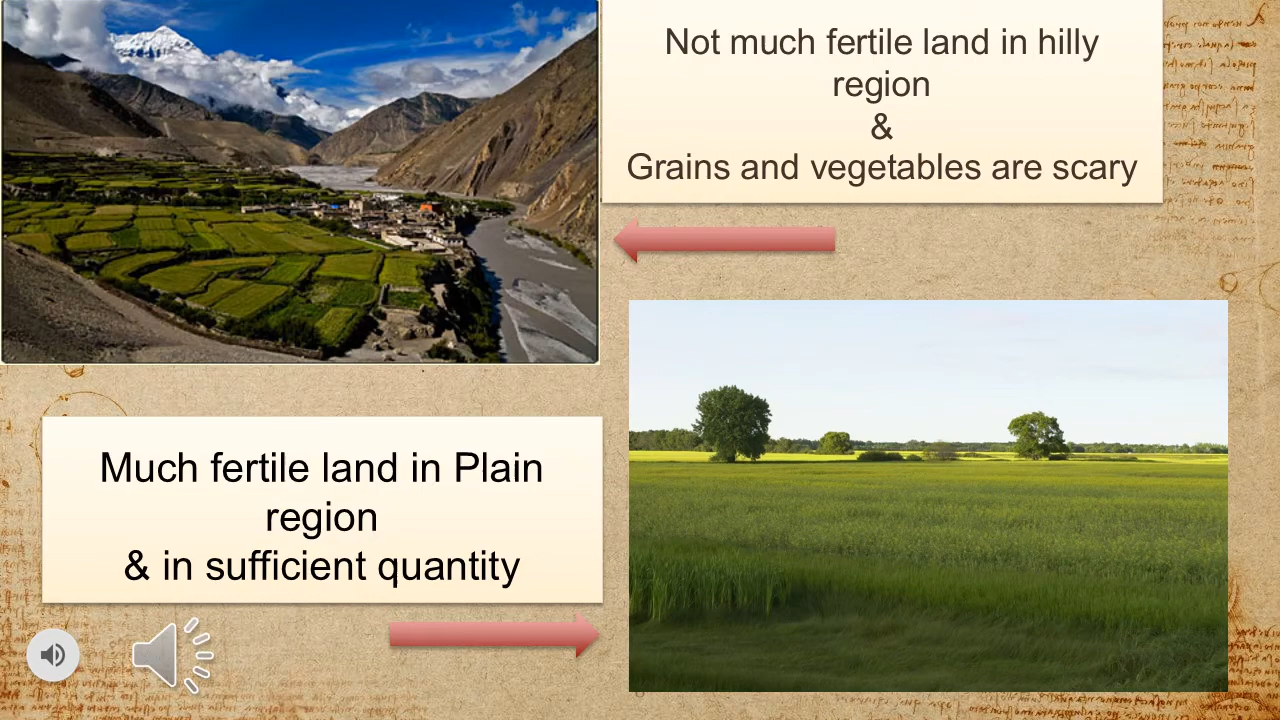 Not much fertile land in hilly
region
&
Grains and vegetables are scary
Much fertile land in Plain
region
& in sufficient quantity